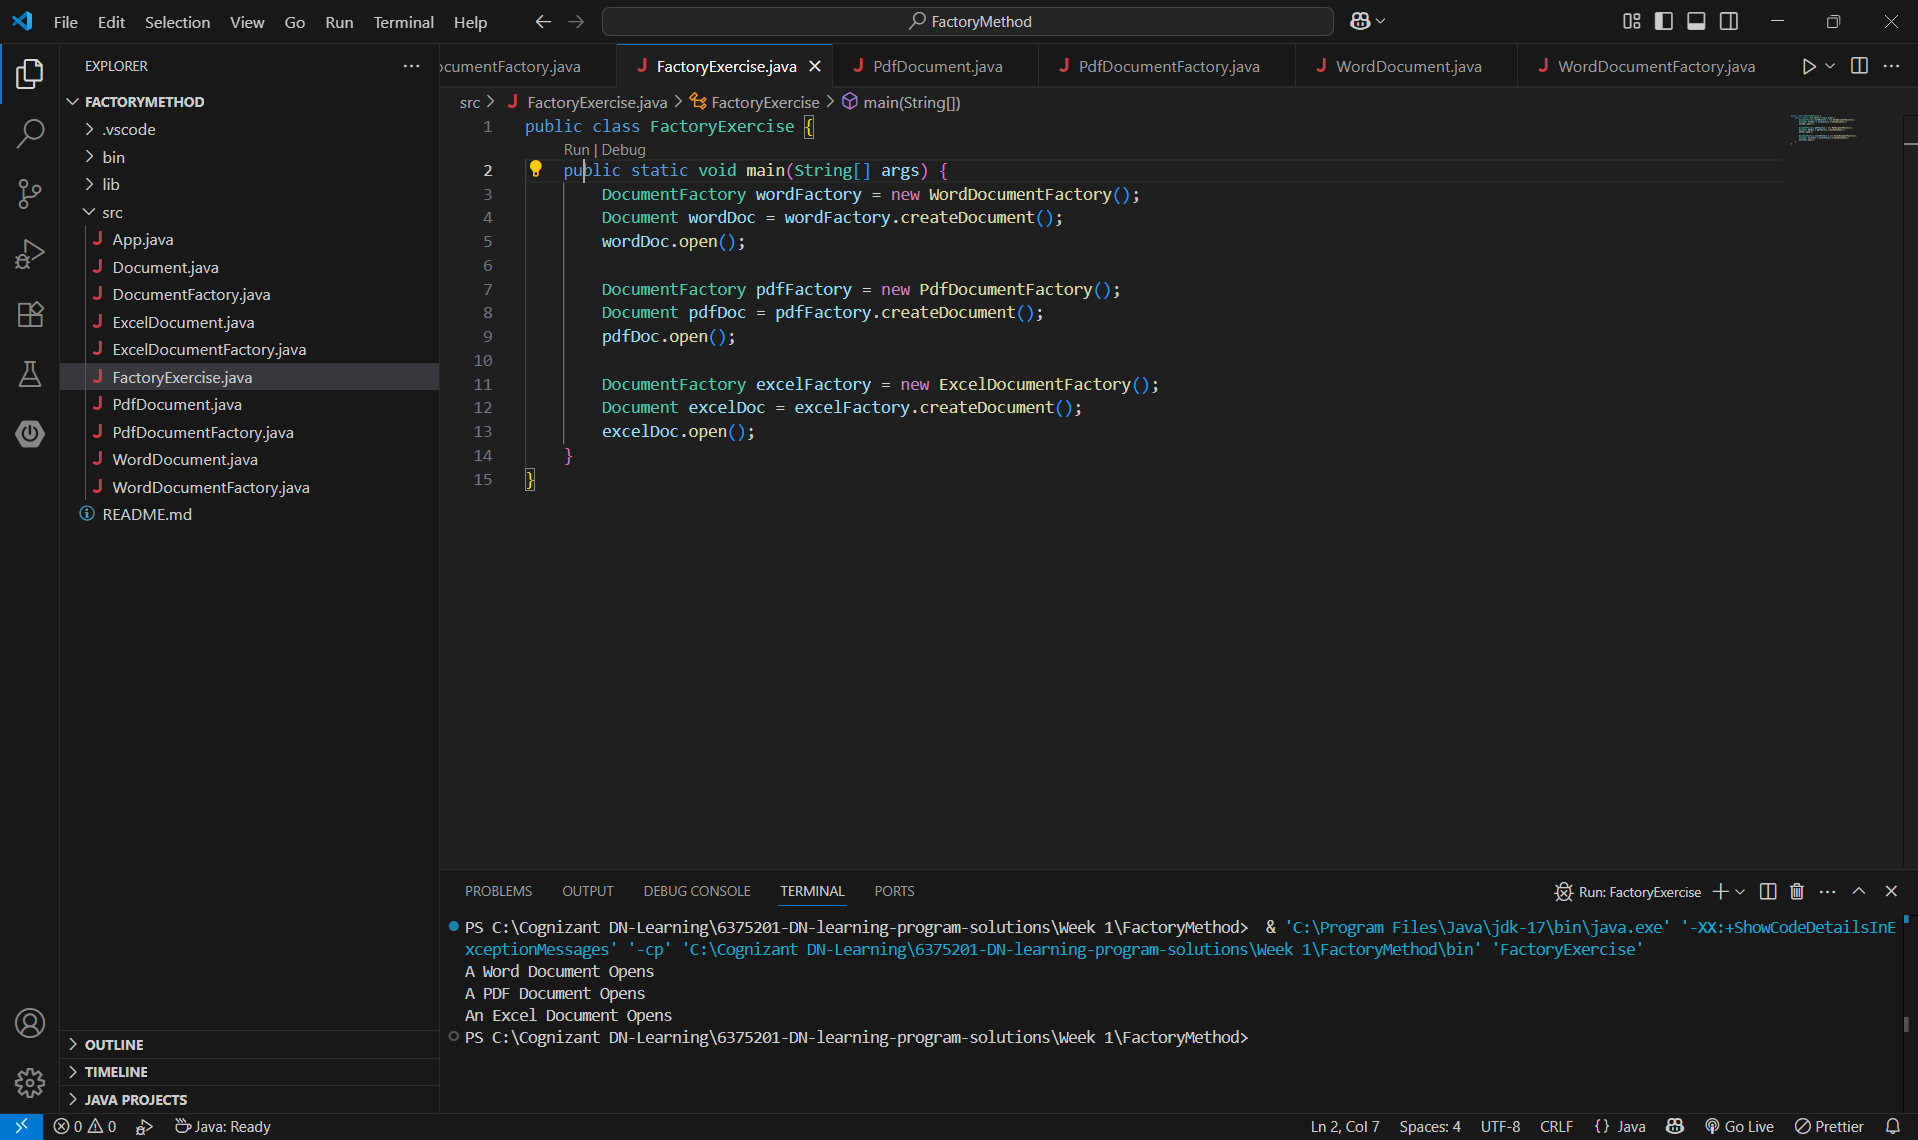 File Edit Selection View Go Run Terminal Help
FactoryMethod
EXPLORER
FACTORYMETHOD
.vscode
bin
lib
src
App.java
Document.java
DocumentFactory.java
ExcelDocument.java
ExcelDocumentFactory.java
FactoryExercise.java
PdfDocument.java
PdfDocumentFactory.java
WordDocument.java
WordDocumentFactory.java
README.md
OUTLINE
TIMELINE
JAVA PROJECTS
ocumentFactory.java FactoryExercise.java PdfDocument.java PdfDocumentFactory.java WordDocument.java WordDocumentFactory.java
src > FactoryExercise.java > FactoryExercise > main(String[])
1 public class FactoryExercise {
Run | Debug
2 public static void main(String[] args) {
3 DocumentFactory wordFactory = new WordDocumentFactory();
4 Document wordDoc = wordFactory.createDocument();
5 wordDoc.open();
6
7 DocumentFactory pdfFactory = new PdfDocumentFactory();
8 Document pdfDoc = pdfFactory.createDocument();
9 pdfDoc.open();
10
11 DocumentFactory excelFactory = new ExcelDocumentFactory();
12 Document excelDoc = excelFactory.createDocument();
13 excelDoc.open();
14 }
15 }
PROBLEMS OUTPUT DEBUG CONSOLE TERMINAL PORTS
Run: FactoryExercise
PS C:\Cognizant DN-Learning\6375201-DN-learning-program-solutions\Week 1\FactoryMethod>  & 'C:\Program Files\Java\jdk-17\bin\java.exe' '-XX:+ShowCodeDetailsInE
xceptionMessages' '-cp' 'C:\Cognizant DN-Learning\6375201-DN-learning-program-solutions\Week 1\FactoryMethod\bin' 'FactoryExercise'
A Word Document Opens
A PDF Document Opens
An Excel Document Opens
PS C:\Cognizant DN-Learning\6375201-DN-learning-program-solutions\Week 1\FactoryMethod>
0 0 Java: Ready
Ln 2, Col 7 Spaces: 4 UTF-8 CRLF {} Java Go Live Prettier